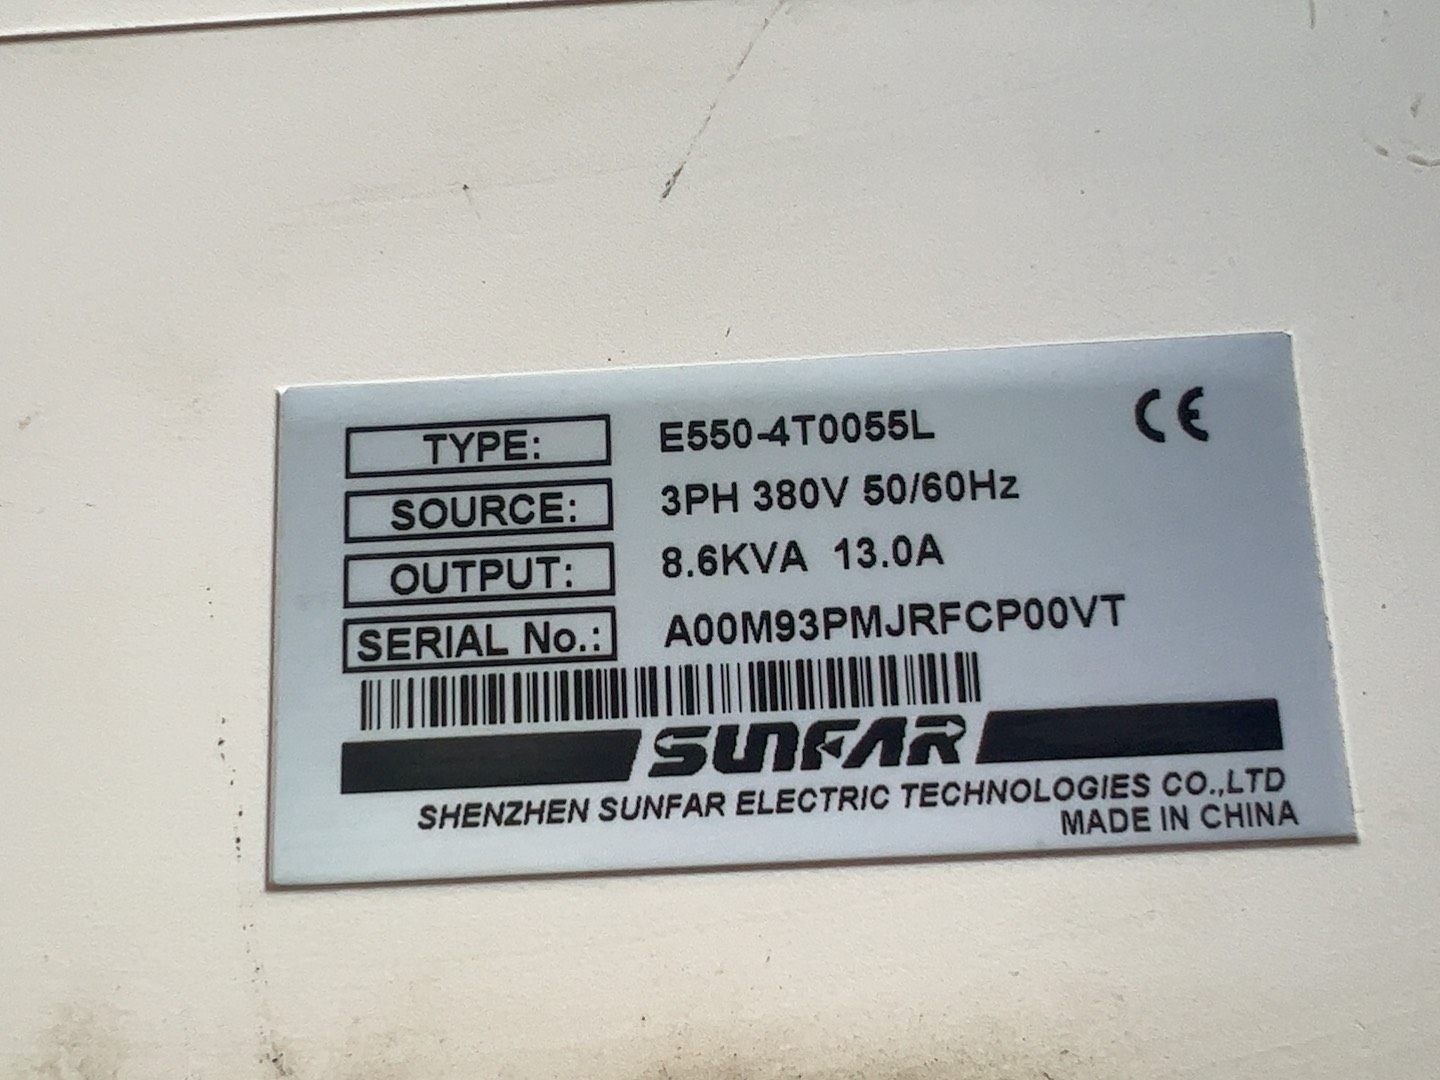 TYPE: E550-4T0055L CE
SOURCE: 3PH 380V 50/60Hz
OUTPUT: 8.6KVA 13.0A
SERIAL No.: A00M93PMJRFCP00VT
SUNFAR
SHENZHEN SUNFAR ELECTRIC TECHNOLOGIES CO.,LTD
MADE IN CHINA